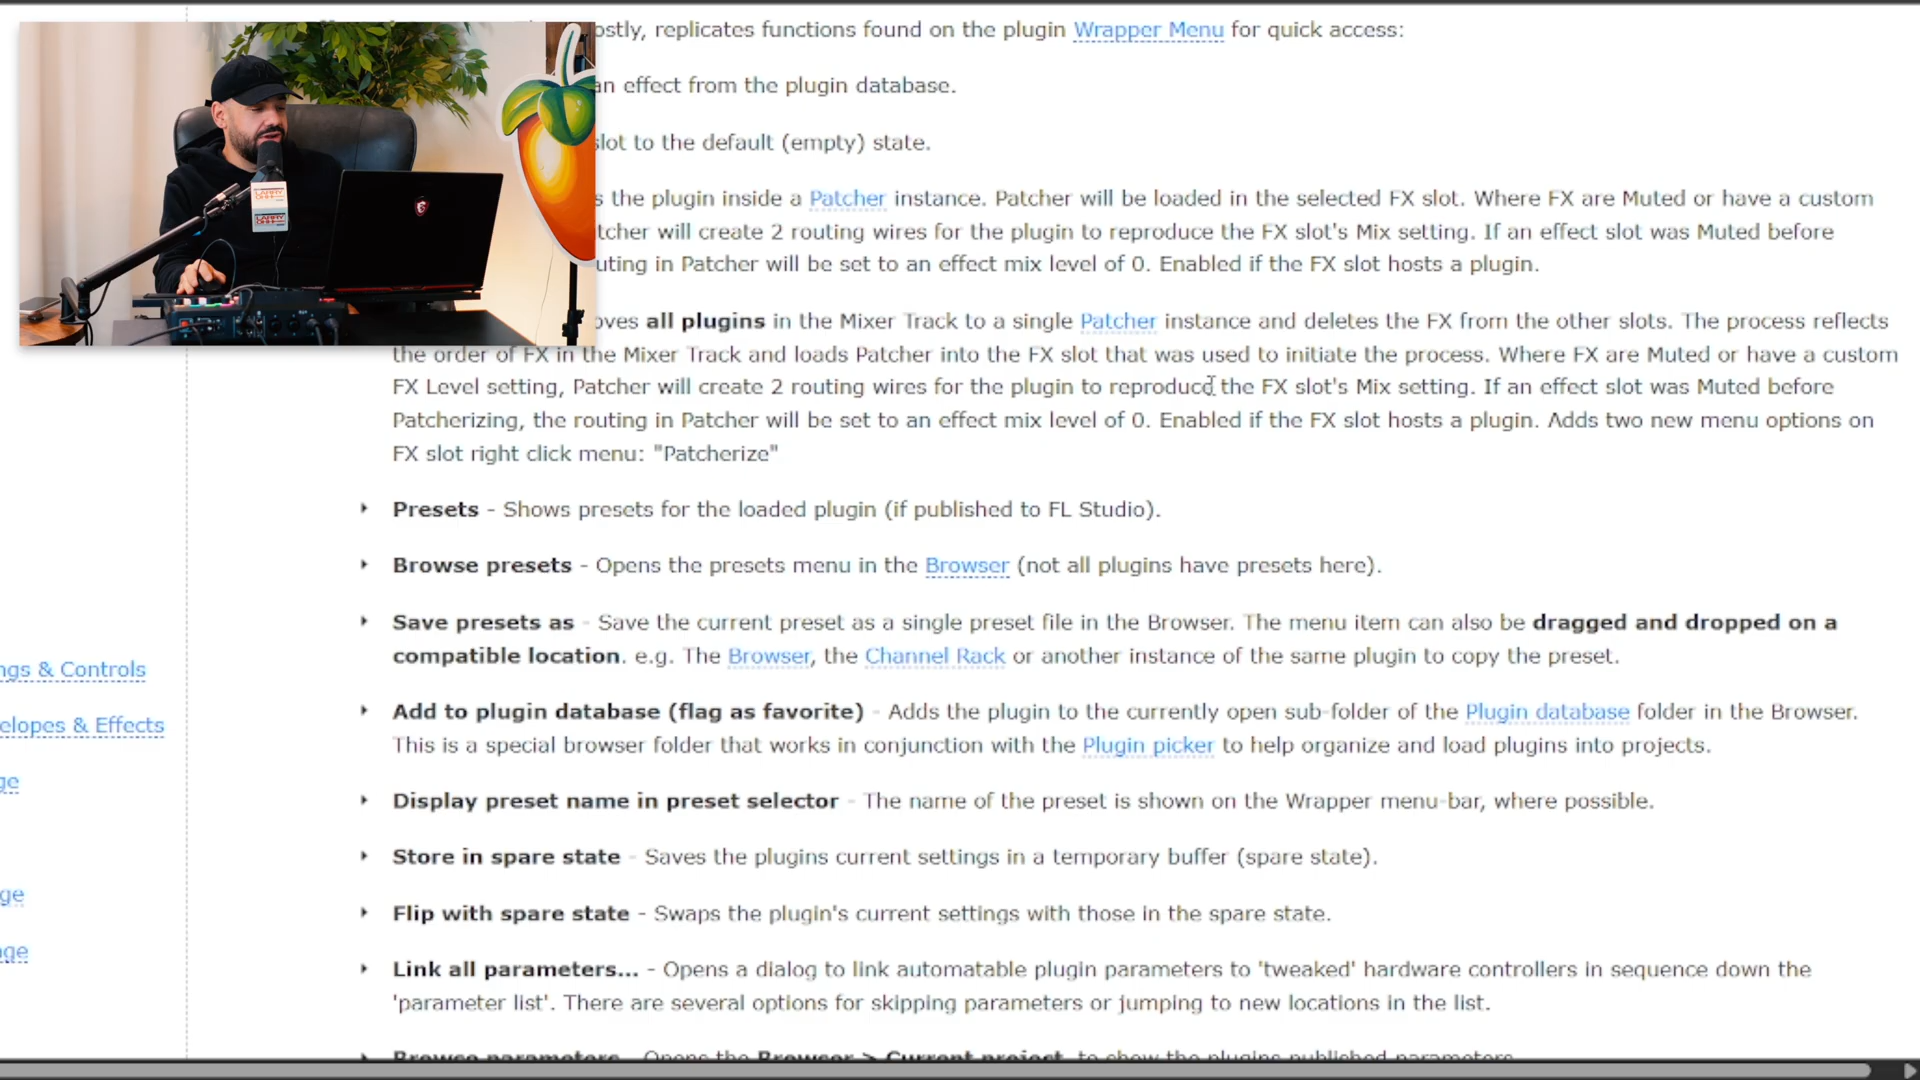 ostly, replicates functions found on the plugin Wrapper Menu for quick access:
an effect from the plugin database.
slot to the default (empty) state.
s the plugin inside a Patcher instance. Patcher will be loaded in the selected FX slot. Where FX are Muted or have a custom
tcher will create 2 routing wires for the plugin to reproduce the FX slot's Mix setting. If an effect slot was Muted before
uting in Patcher will be set to an effect mix level of 0. Enabled if the FX slot hosts a plugin.
oves all plugins in the Mixer Track to a single Patcher instance and deletes the FX from the other slots. The process reflects
the order of FX in the Mixer Track and loads Patcher into the FX slot that was used to initiate the process. Where FX are Muted or have a custom
FX Level setting, Patcher will create 2 routing wires for the plugin to reproduce the FX slot's Mix setting. If an effect slot was Muted before
Patcherizing, the routing in Patcher will be set to an effect mix level of 0. Enabled if the FX slot hosts a plugin. Adds two new menu options on
FX slot right click menu: "Patcherize"
Presets - Shows presets for the loaded plugin (if published to FL Studio).
Browse presets - Opens the presets menu in the Browser (not all plugins have presets here).
Save presets as - Save the current preset as a single preset file in the Browser. The menu item can also be dragged and dropped on a
compatible location. e.g. The Browser, the Channel Rack or another instance of the same plugin to copy the preset.
Add to plugin database (flag as favorite) - Adds the plugin to the currently open sub-folder of the Plugin database folder in the Browser.
This is a special browser folder that works in conjunction with the Plugin picker to help organize and load plugins into projects.
Display preset name in preset selector - The name of the preset is shown on the Wrapper menu-bar, where possible.
Store in spare state - Saves the plugins current settings in a temporary buffer (spare state).
Flip with spare state - Swaps the plugin's current settings with those in the spare state.
Link all parameters... - Opens a dialog to link automatable plugin parameters to 'tweaked' hardware controllers in sequence down the
'parameter list'. There are several options for skipping parameters or jumping to new locations in the list.
Browse parameters - Opens the Browser > Current project, to show the plugins published parameters
ngs & Controls
elopes & Effects
ge
ge
age